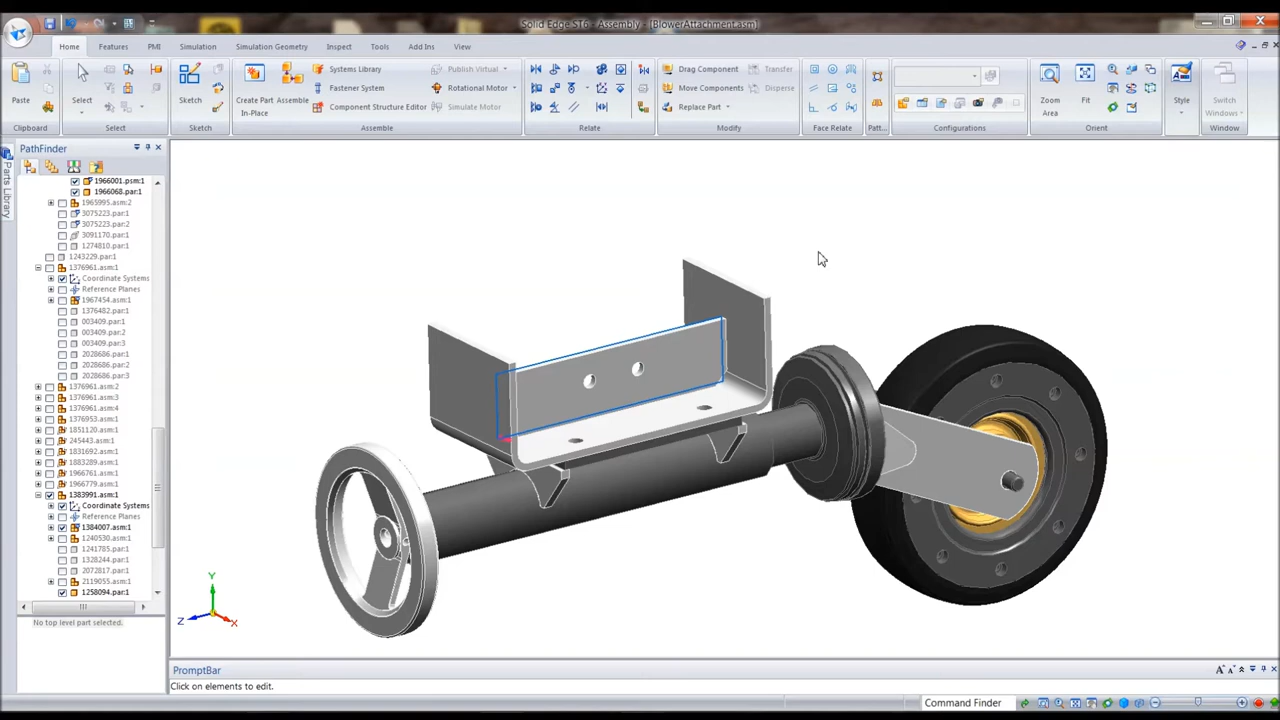 Solid Edge ST6 - Assembly - [BlowerAttachment.asm]
Home
Features
PMI
Simulation
Simulation Geometry
Inspect
Tools
Add Ins
View
Paste
Clipboard
Select
Select
Sketch
Sketch
Create Part
In-Place
Assemble
Systems Library
Fastener System
Component Structure Editor
Publish Virtual
Rotational Motor
Simulate Motor
Assemble
Relate
Drag Component
Move Components
Replace Part
Transfer
Disperse
Modify
Face Relate
Patt...
Configurations
Zoom
Area
Fit
Orient
Style
Switch
Windows
Window
PathFinder
Parts Library
1966001.psm:1
1966068.par:1
1965995.asm:2
3075223.par:1
3075223.par:2
3091170.par:1
1274810.par:1
1243229.par:1
1376961.asm:1
Coordinate Systems
Reference Planes
1967454.asm:1
1376482.par:1
003409.par:1
003409.par:2
003409.par:3
2028686.par:1
2028686.par:2
2028686.par:3
1376961.asm:2
1376961.asm:3
1376961.asm:4
1376953.asm:1
1851120.asm:1
245443.asm:1
1831692.asm:1
1883289.asm:1
1966761.asm:1
1966779.asm:1
1383991.asm:1
Coordinate Systems
Reference Planes
1384007.asm:1
1240530.asm:1
1241785.par:1
1328244.par:1
2072817.par:1
2119055.asm:1
1258094.par:1
No top level part selected.
Y
Z
X
PromptBar
Click on elements to edit.
Command Finder